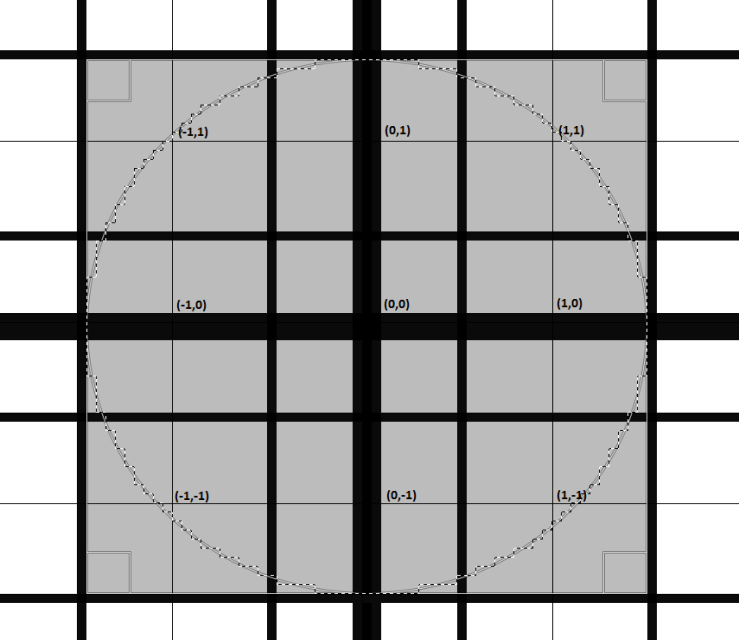 (-1,1) (0,1) (1,1)
(-1,0) (0,0) (1,0)
(-1,-1) (0,-1) (1,-1)